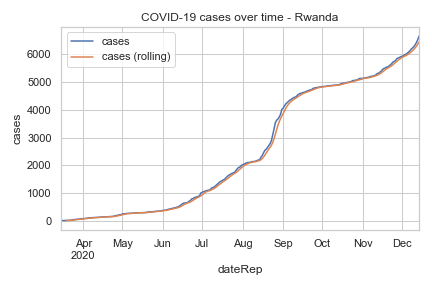 COVID-19 cases over time - Rwanda
cases
cases (rolling)
cases
6000
5000
4000
3000
2000
1000
0
Apr May Jun Jul Aug Sep Oct Nov Dec
2020
dateRep